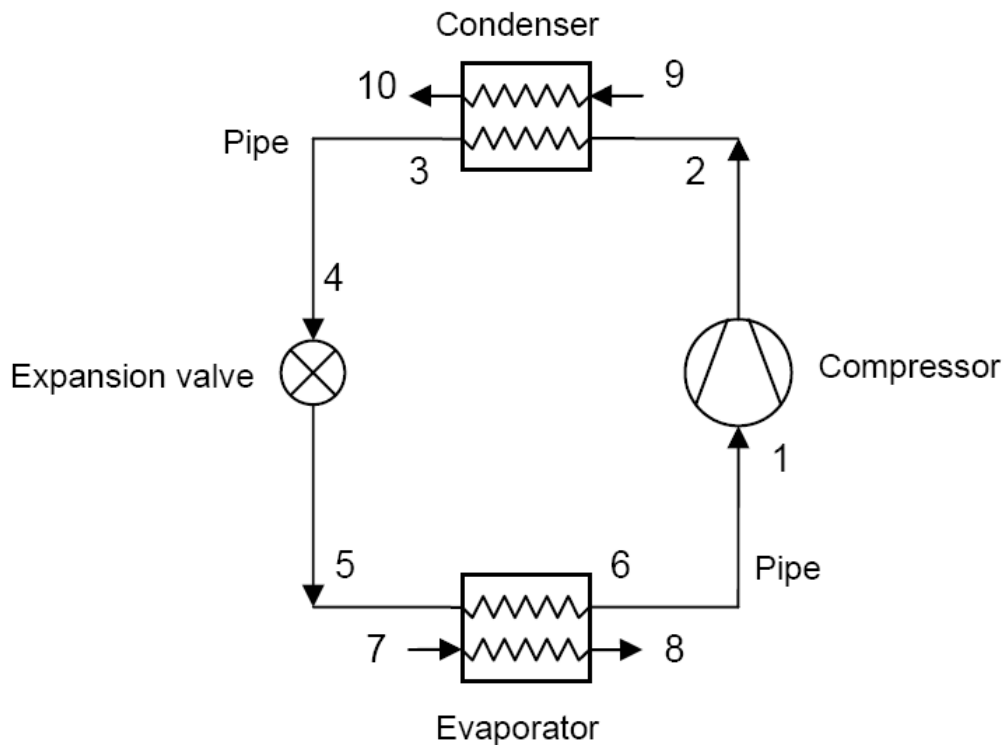 Condenser
10
9
Pipe
3
2
4
Expansion valve
Compressor
1
5
6
Pipe
7
8
Evaporator